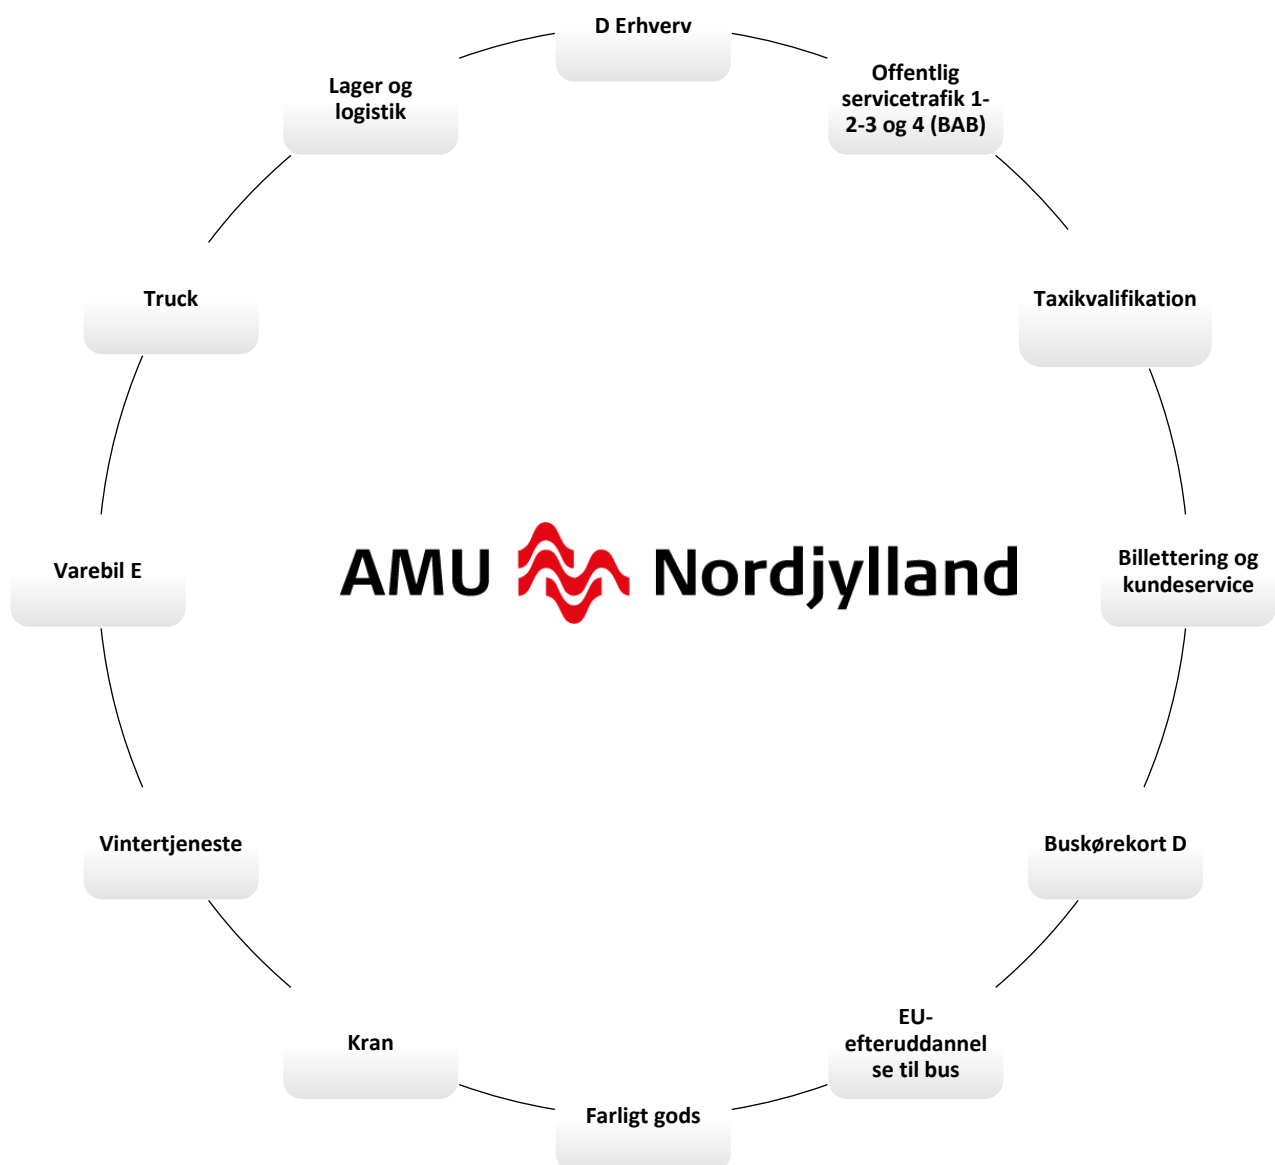 D Erhverv
Offentlig
servicetrafik 1-
2-3 og 4 (BAB)
Taxikvalifikation
Billettering og
kundeservice
Buskørekort D
EU-
efteruddannel
se til bus
Farligt gods
Kran
Vintertjeneste
Varebil E
Truck
Lager og
logistik
AMU Nordjylland